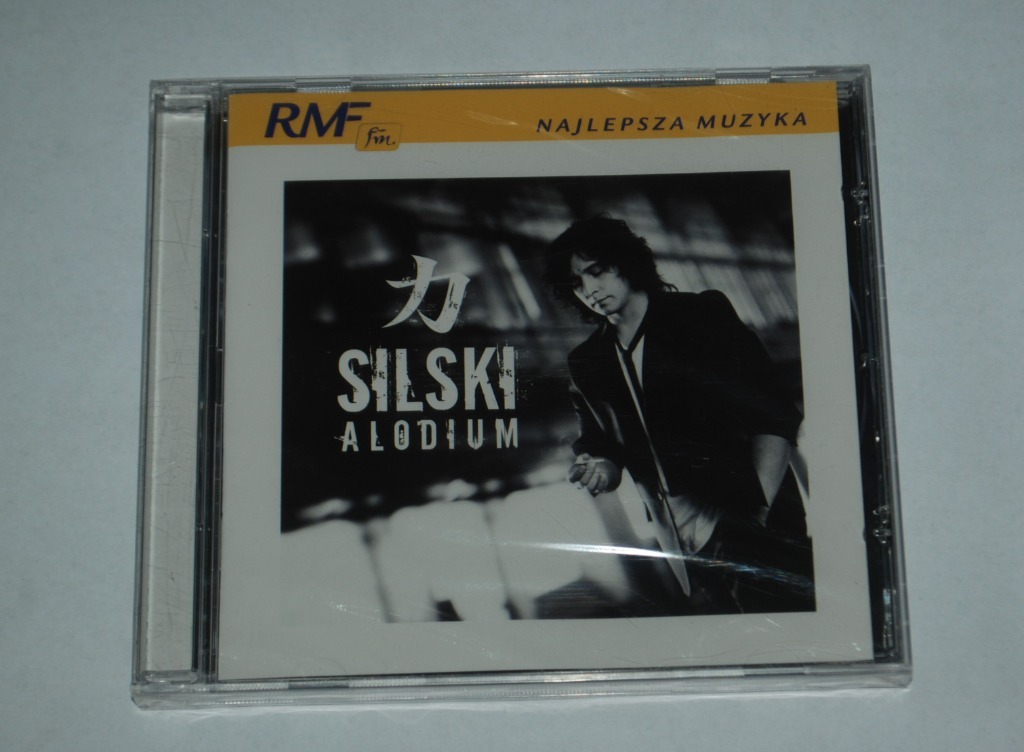 RMF fm.
NAJLEPSZA MUZYKA
力
SILSKI
ALODIUM